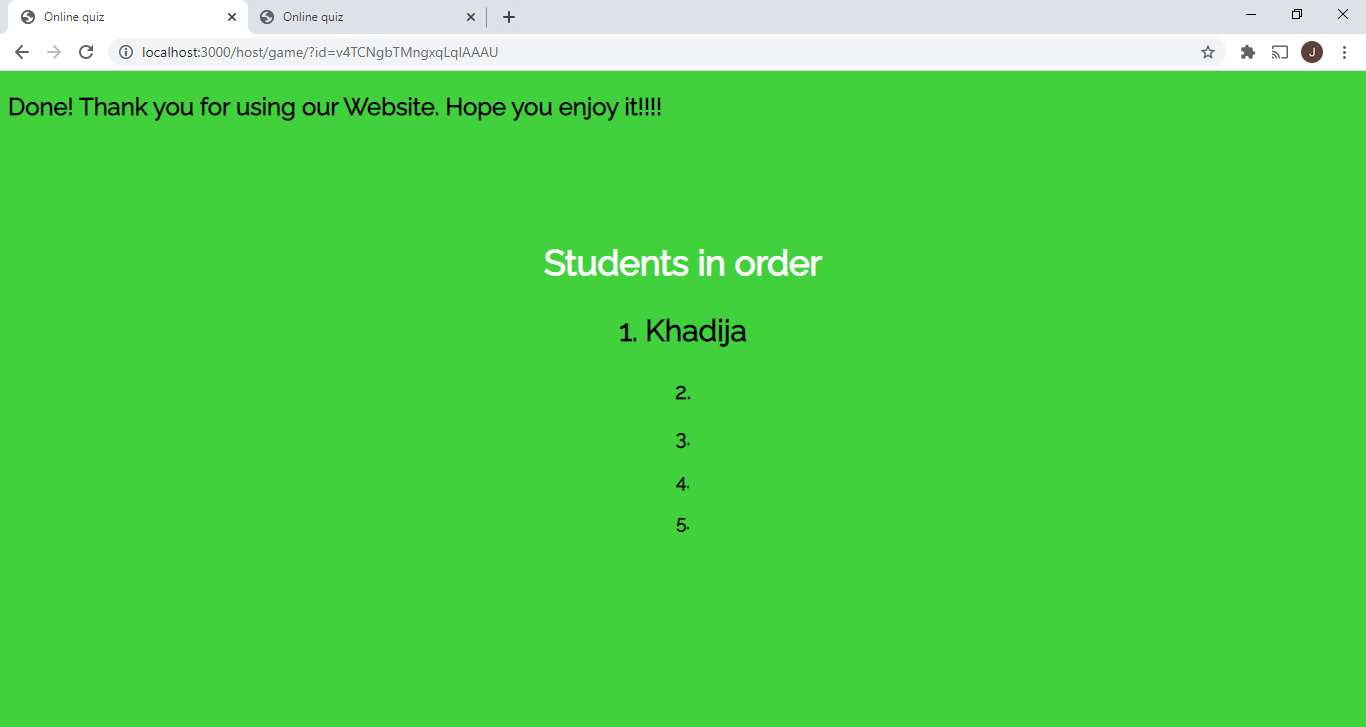 Online quiz
Online quiz
localhost:3000/host/game/?id=v4TCNgbTMngxqLqIAAAU
J
Done! Thank you for using our Website. Hope you enjoy it!!!!
Students in order
1. Khadija
2.
3.
4.
5.